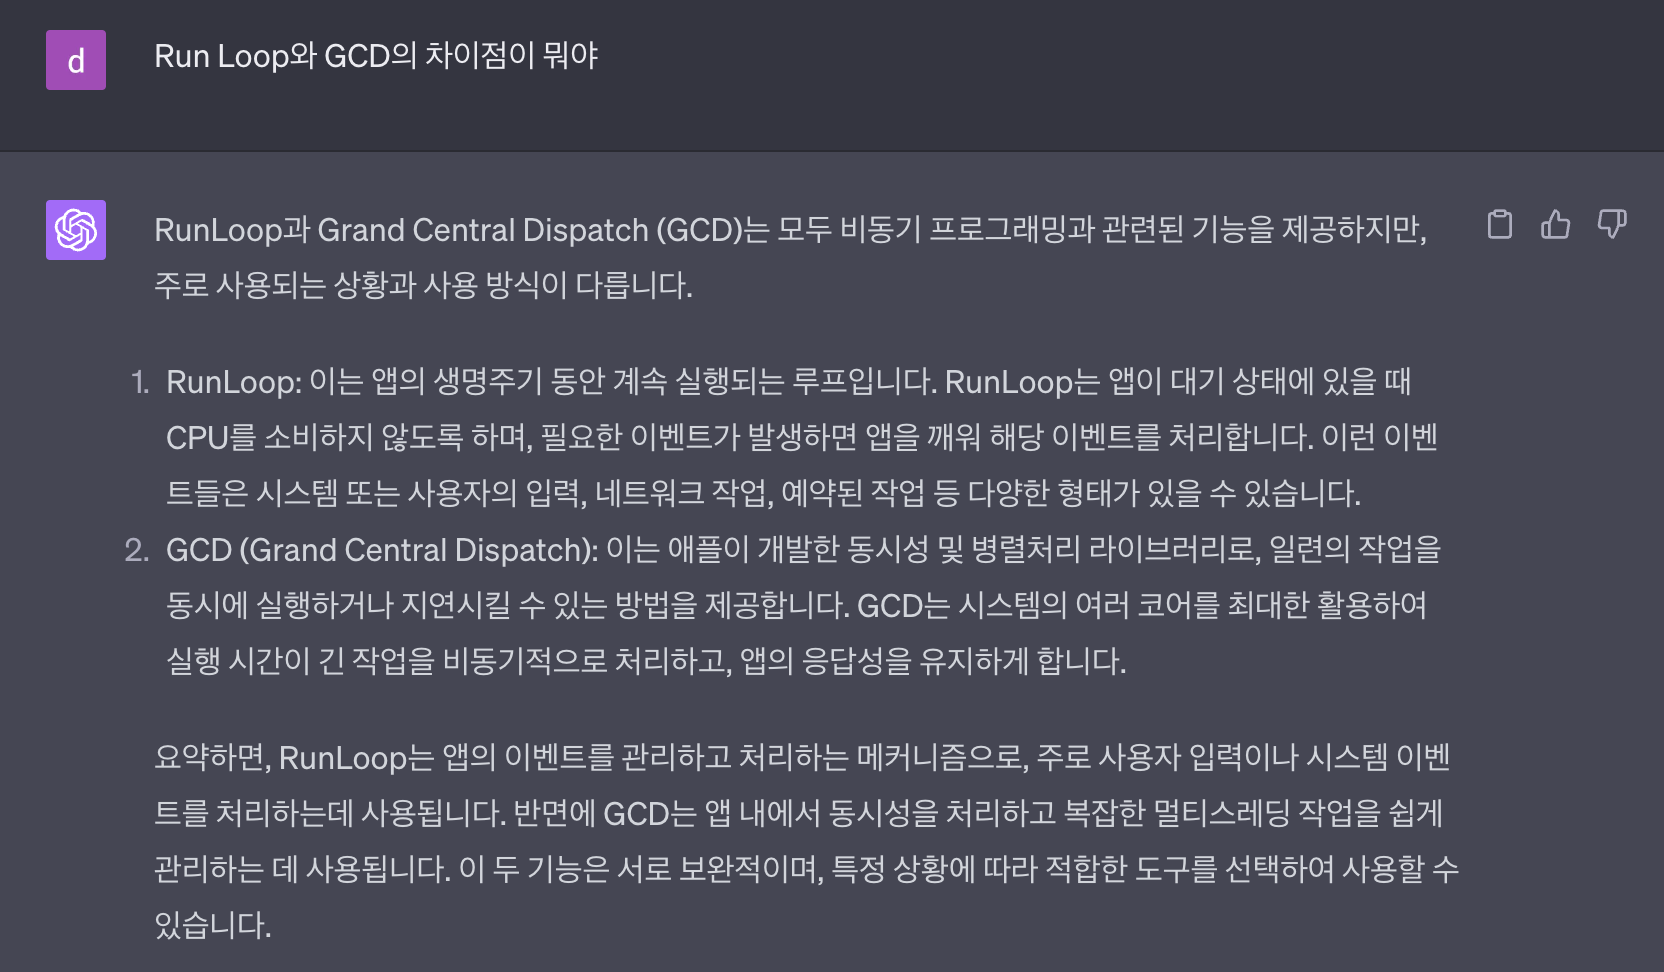 d
Run Loop와 GCD의 차이점이 뭐야
RunLoop과 Grand Central Dispatch (GCD)는 모두 비동기 프로그래밍과 관련된 기능을 제공하지만,
주로 사용되는 상황과 사용 방식이 다릅니다.
1. RunLoop: 이는 앱의 생명주기 동안 계속 실행되는 루프입니다. RunLoop는 앱이 대기 상태에 있을 때
CPU를 소비하지 않도록 하며, 필요한 이벤트가 발생하면 앱을 깨워 해당 이벤트를 처리합니다. 이런 이벤
트들은 시스템 또는 사용자의 입력, 네트워크 작업, 예약된 작업 등 다양한 형태가 있을 수 있습니다.
2. GCD (Grand Central Dispatch): 이는 애플이 개발한 동시성 및 병렬처리 라이브러리로, 일련의 작업을
동시에 실행하거나 지연시킬 수 있는 방법을 제공합니다. GCD는 시스템의 여러 코어를 최대한 활용하여
실행 시간이 긴 작업을 비동기적으로 처리하고, 앱의 응답성을 유지하게 합니다.
요약하면, RunLoop는 앱의 이벤트를 관리하고 처리하는 메커니즘으로, 주로 사용자 입력이나 시스템 이벤
트를 처리하는데 사용됩니다. 반면에 GCD는 앱 내에서 동시성을 처리하고 복잡한 멀티스레딩 작업을 쉽게
관리하는 데 사용됩니다. 이 두 기능은 서로 보완적이며, 특정 상황에 따라 적합한 도구를 선택하여 사용할 수
있습니다.